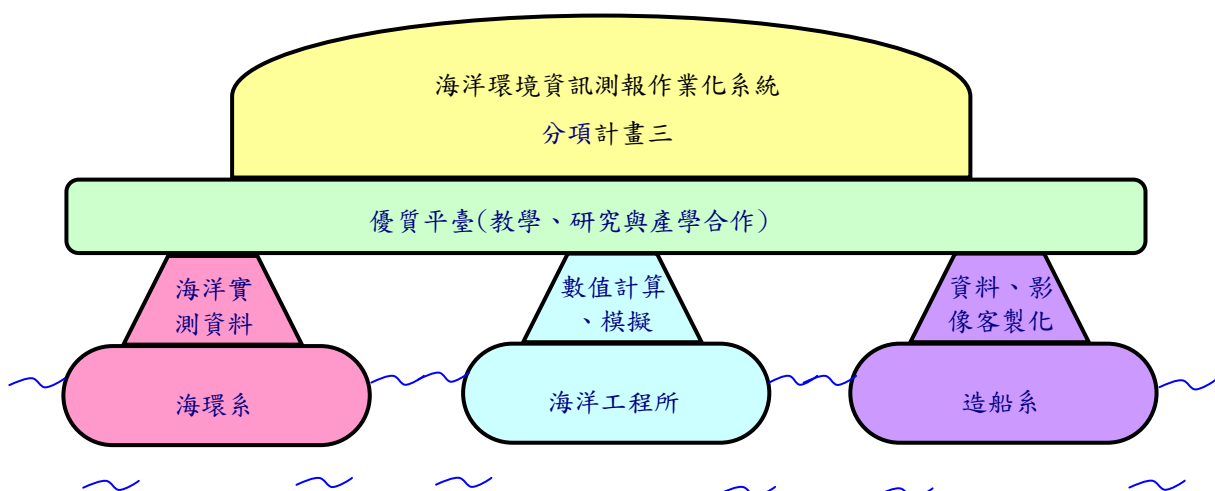 海洋環境資訊測報作業化系統
分項計畫三
優質平臺(教學、研究與產學合作)
海洋實
測資料
數值計算
、模擬
資料、影
像客製化
海環系
海洋工程所
造船系